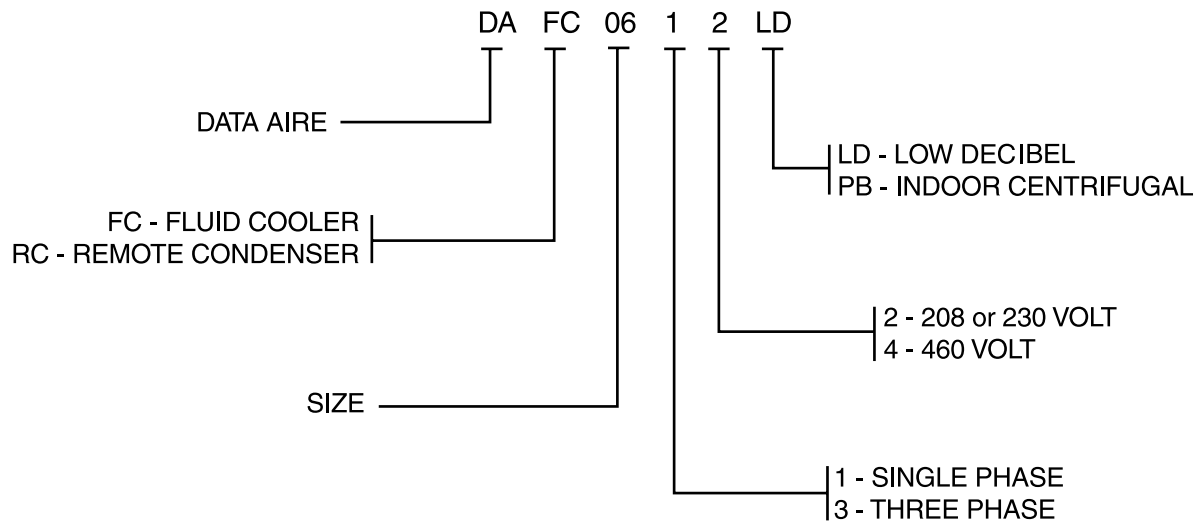 DA FC 06 1 2 LD
DATA AIRE
LD - LOW DECIBEL
PB - INDOOR CENTRIFUGAL
FC - FLUID COOLER
RC - REMOTE CONDENSER
2 - 208 or 230 VOLT
4 - 460 VOLT
SIZE
1 - SINGLE PHASE
3 - THREE PHASE